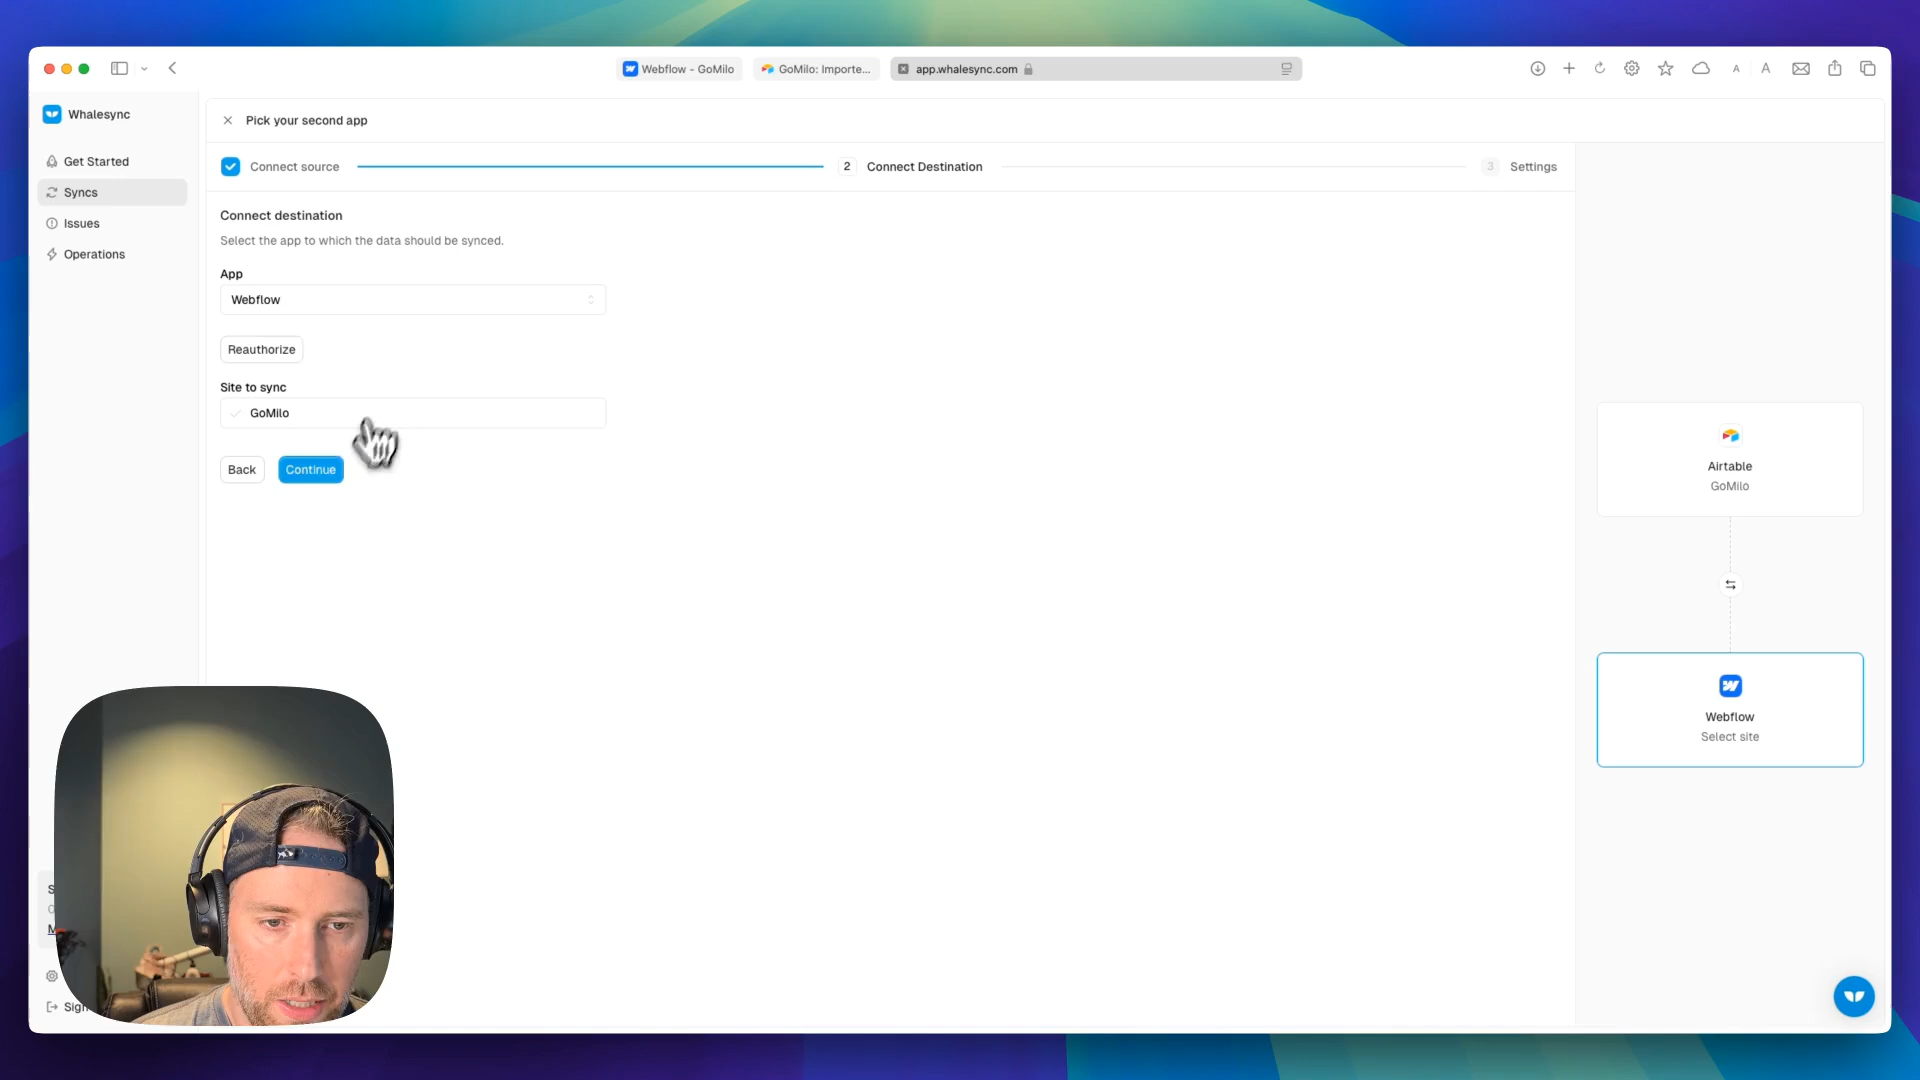 Webflow - GoMilo
GoMilo: Importe...
app.whalesync.com
A
A
Whalesync
Get Started
Syncs
Issues
Operations
Pick your second app
Connect source
2
Connect Destination
3
Settings
Connect destination
Select the app to which the data should be synced.
App
Webflow
Reauthorize
Site to sync
GoMilo
Back
Continue
Airtable
GoMilo
Webflow
Select site